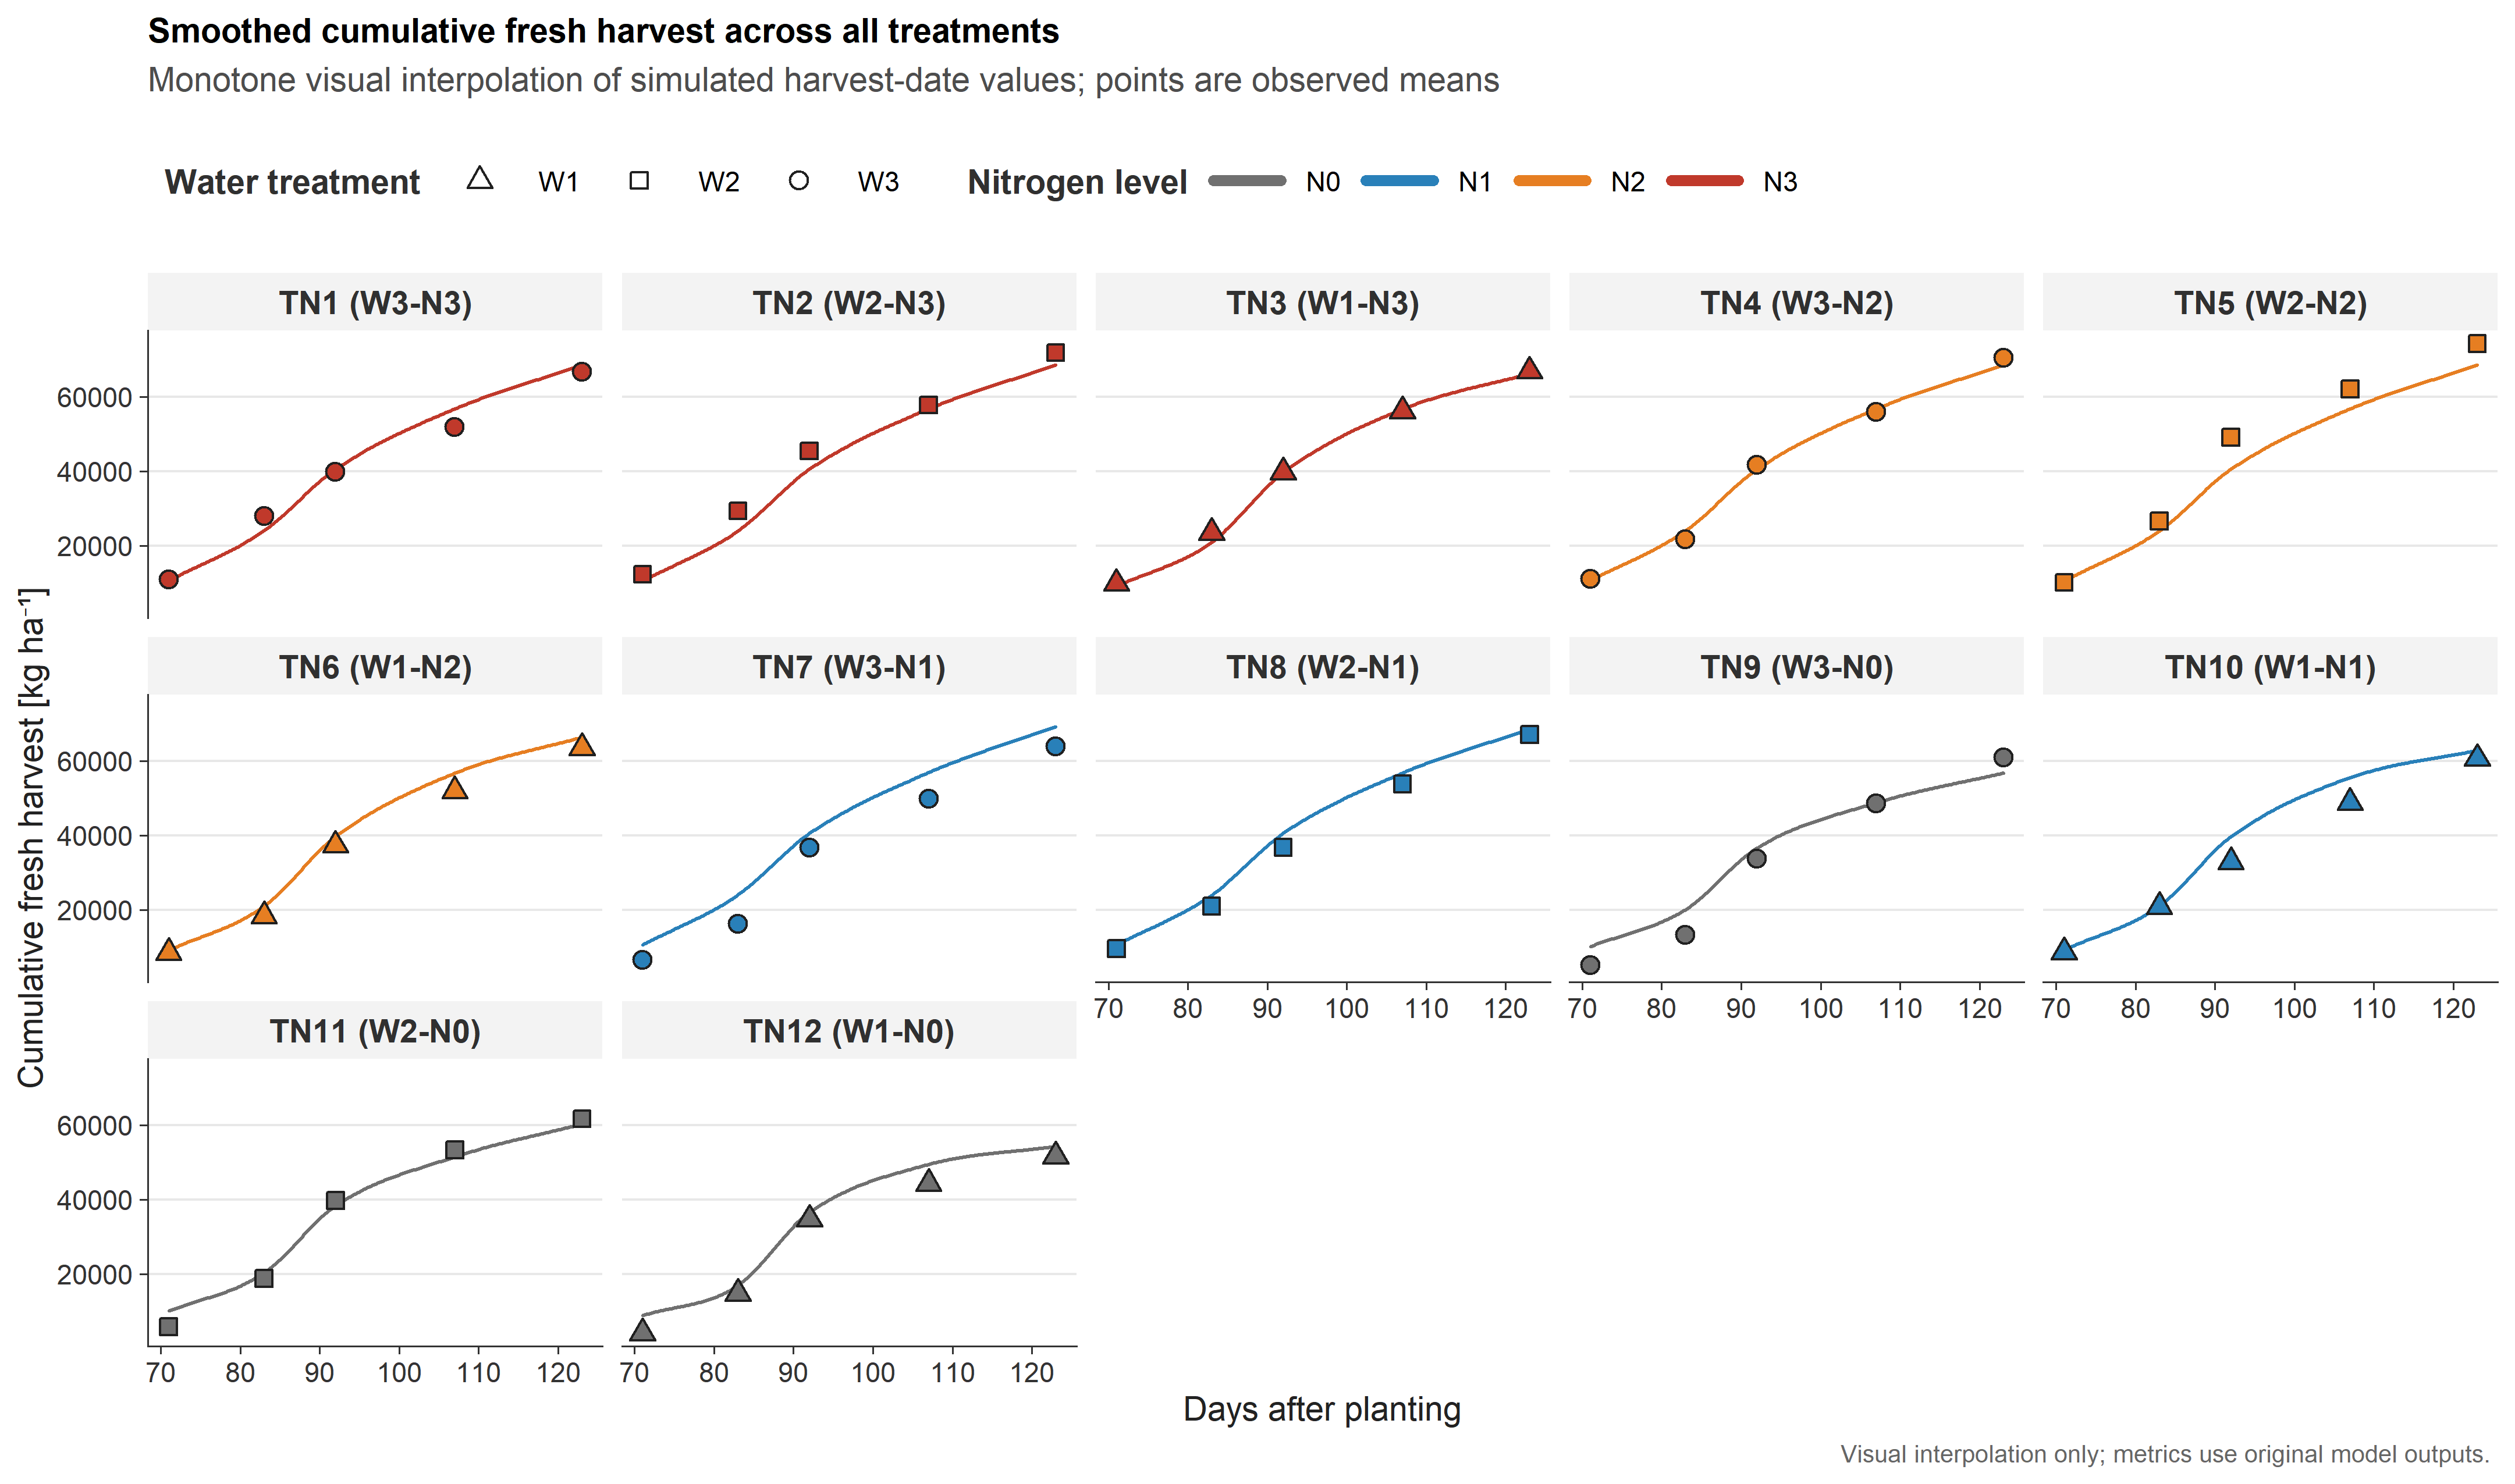 Smoothed cumulative fresh harvest across all treatments
Monotone visual interpolation of simulated harvest-date values; points are observed means
Water treatment W1 W2 W3 Nitrogen level N0 N1 N2 N3
TN1 (W3-N3) TN2 (W2-N3) TN3 (W1-N3) TN4 (W3-N2) TN5 (W2-N2)
60000
40000
20000
TN6 (W1-N2) TN7 (W3-N1) TN8 (W2-N1) TN9 (W3-N0) TN10 (W1-N1)
60000
40000
20000
70 80 90 100 110 120 70 80 90 100 110 120 70 80 90 100 110 120
TN11 (W2-N0) TN12 (W1-N0)
60000
40000
20000
70 80 90 100 110 120 70 80 90 100 110 120
Cumulative fresh harvest [kg ha⁻¹]
Days after planting
Visual interpolation only; metrics use original model outputs.